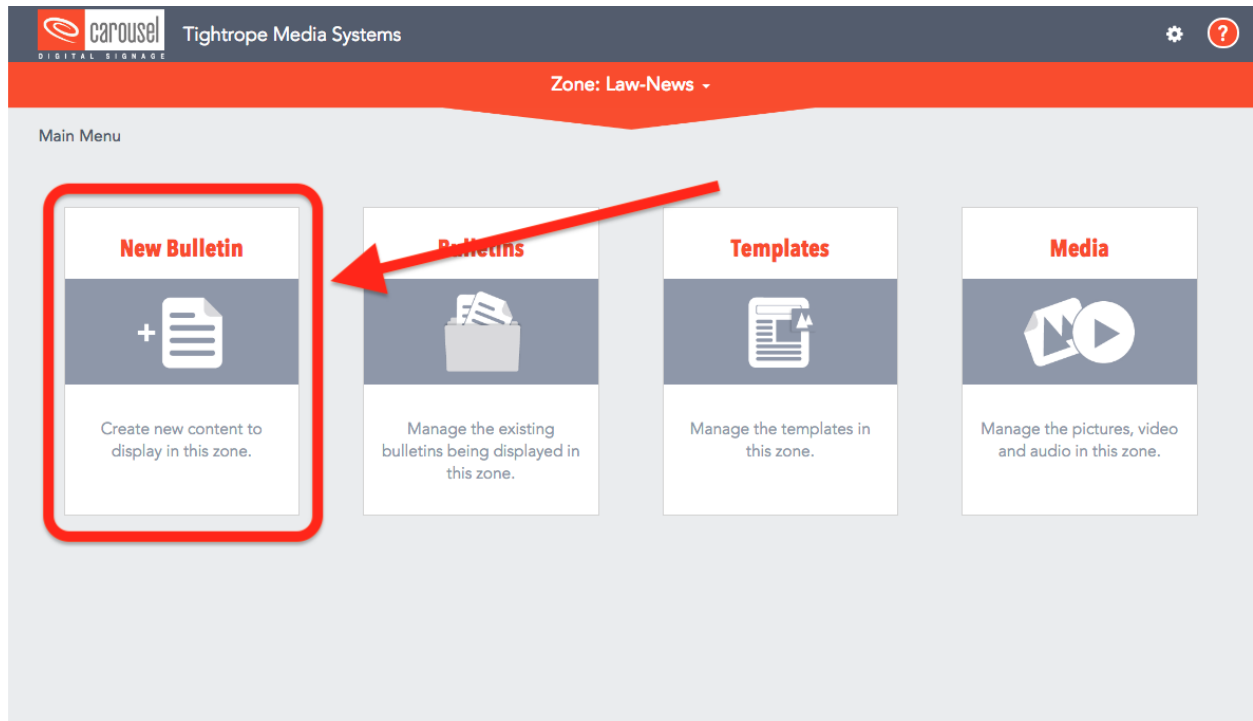 carousel
DIGITAL SIGNAGE
Tightrope Media Systems
?
Zone: Law-News
Main Menu
New Bulletin
Create new content to
display in this zone.
Bulletins
Manage the existing
bulletins being displayed in
this zone.
Templates
Manage the templates in
this zone.
Media
Manage the pictures, video
and audio in this zone.